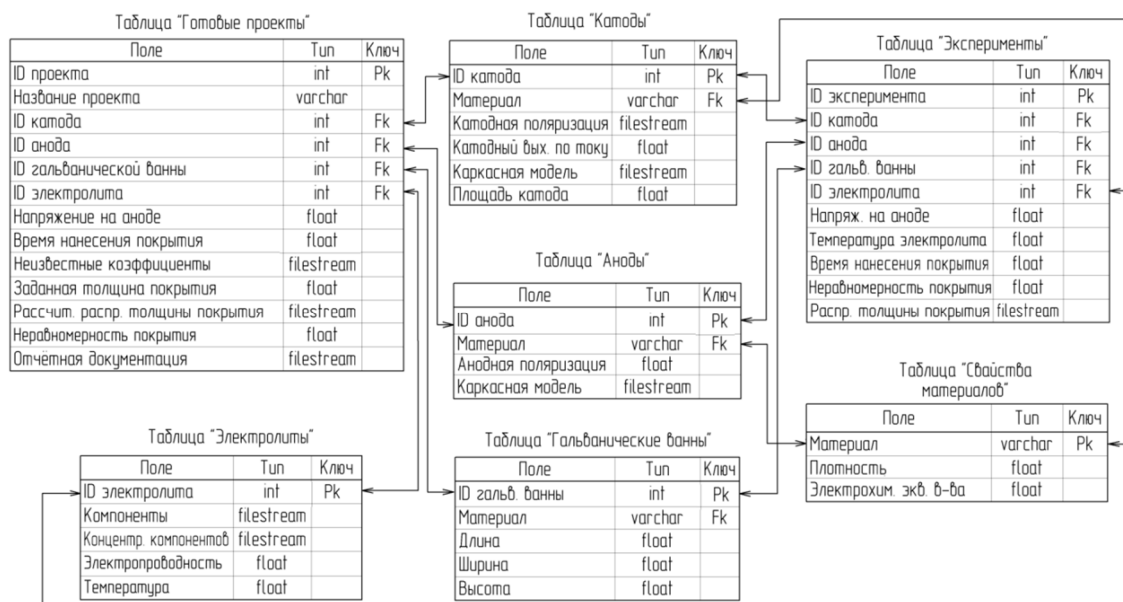 Таблица "Готовые проекты"
Поле Тип Ключ
ID проекта int Pk
Название проекта varchar
ID катода int Fk
ID анода int Fk
ID гальванической ванны int Fk
ID электролита int Fk
Напряжение на аноде float
Время нанесения покрытия float
Неизвестные коэффициенты filestream
Заданная толщина покрытия float
Рассчит. распр. толщины покрытия filestream
Неравномерность покрытия float
Отчётная документация filestream
Таблица "Катоды"
Поле Тип Ключ
ID катода int Pk
Материал varchar Fk
Катодная поляризация filestream
Катодный вых. по току float
Каркасная модель filestream
Площадь катода float
Таблица "Эксперименты"
Поле Тип Ключ
ID эксперимента int Pk
ID катода int Fk
ID анода int Fk
ID гальв. ванны int Fk
ID электролита int Fk
Напряж. на аноде float
Температура электролита float
Время нанесения покрытия float
Неравномерность покрытия float
Распр. толщины покрытия filestream
Таблица "Аноды"
Поле Тип Ключ
ID анода int Pk
Материал varchar Fk
Анодная поляризация float
Каркасная модель filestream
Таблица "Свойства
материалов"
Поле Тип Ключ
Материал varchar Pk
Плотность float
Электрохим. экв. в-ва float
Таблица "Электролиты"
Поле Тип Ключ
ID электролита int Pk
Компоненты filestream
Концентр. компонентов filestream
Электропроводность float
Температура float
Таблица "Гальванические ванны"
Поле Тип Ключ
ID гальв. ванны int Pk
Материал varchar Fk
Длина float
Ширина float
Высота float